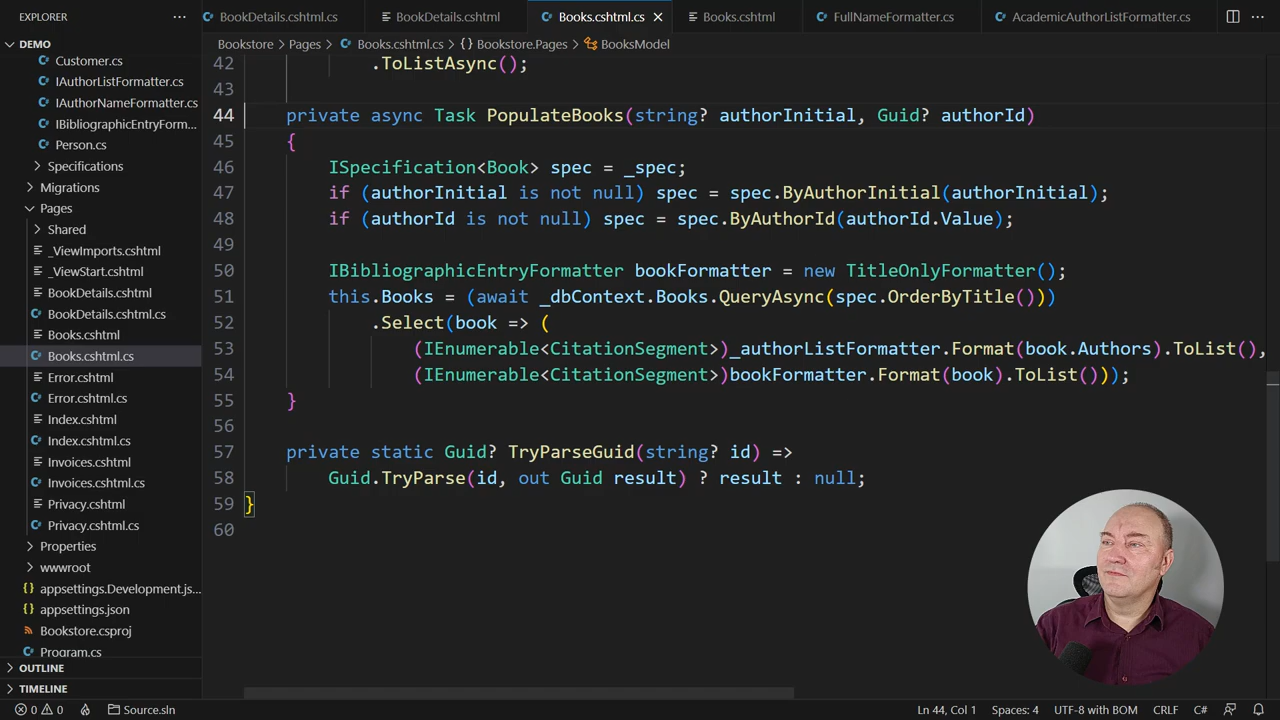 EXPLORER
···
BookDetails.cshtml.cs
BookDetails.cshtml
Books.cshtml.cs
Books.cshtml
FullNameFormatter.cs
AcademicAuthorListFormatter.cs
···
DEMO
Bookstore > Pages > Books.cshtml.cs > {} Bookstore.Pages > BooksModel
Customer.cs
IAuthorListFormatter.cs
IAuthorNameFormatter.cs
IBibliographicEntryForm...
Person.cs
Specifications
Migrations
Pages
Shared
_ViewImports.cshtml
_ViewStart.cshtml
BookDetails.cshtml
BookDetails.cshtml.cs
Books.cshtml
Books.cshtml.cs
Error.cshtml
Error.cshtml.cs
Index.cshtml
Index.cshtml.cs
Invoices.cshtml
Invoices.cshtml.cs
Privacy.cshtml
Privacy.cshtml.cs
Properties
wwwroot
{} appsettings.Development.js...
{} appsettings.json
Bookstore.csproj
Program.cs
OUTLINE
TIMELINE
42 .ToListAsync();
43
44 private async Task PopulateBooks(string? authorInitial, Guid? authorId)
45 {
46 ISpecification<Book> spec = _spec;
47 if (authorInitial is not null) spec = spec.ByAuthorInitial(authorInitial);
48 if (authorId is not null) spec = spec.ByAuthorId(authorId.Value);
49
50 IBibliographicEntryFormatter bookFormatter = new TitleOnlyFormatter();
51 this.Books = (await _dbContext.Books.QueryAsync(spec.OrderByTitle()))
52 .Select(book => (
53 (IEnumerable<CitationSegment>)_authorListFormatter.Format(book.Authors).ToList(),
54 (IEnumerable<CitationSegment>)bookFormatter.Format(book).ToList()));
55 }
56
57 private static Guid? TryParseGuid(string? id) =>
58 Guid.TryParse(id, out Guid result) ? result : null;
59 }
60
0 0 Source.sln Ln 44, Col 1 Spaces: 4 UTF-8 with BOM CRLF C#